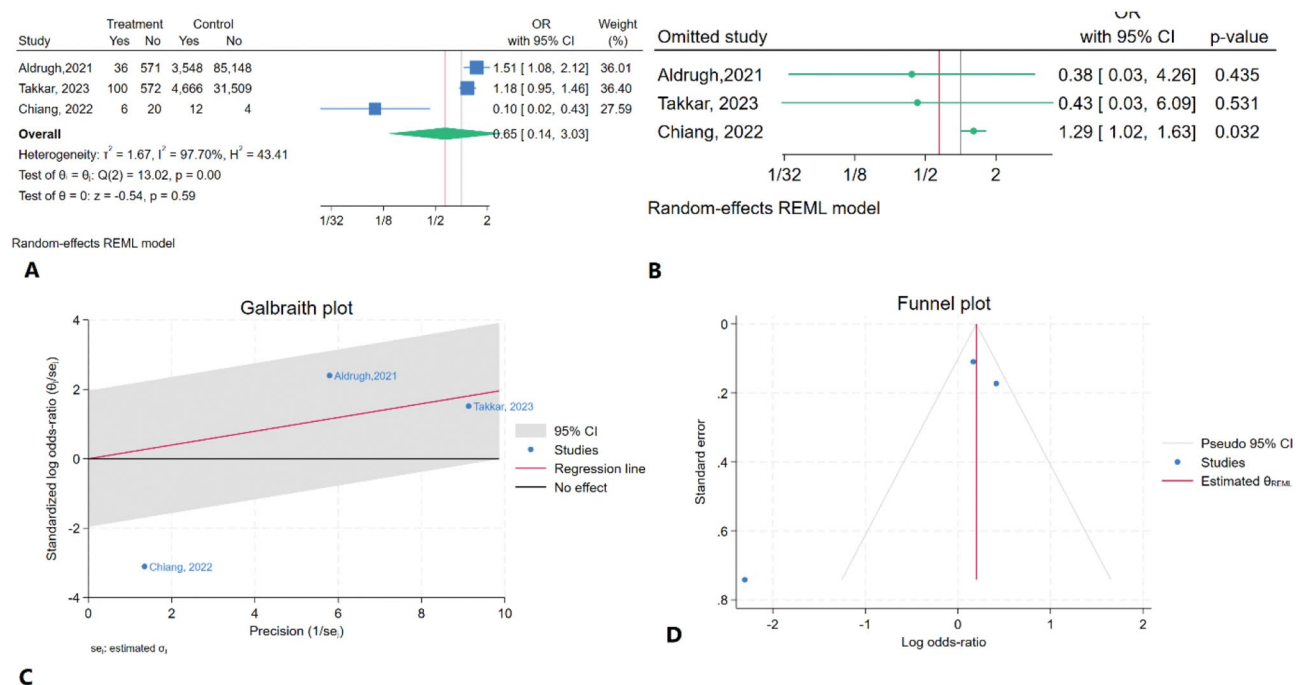 Treatment Control OR Weight
Study Yes No Yes No with 95% CI (%)
Aldrugh,2021 36 571 3,548 85,148 1.51 [ 1.08, 2.12] 36.01
Takkar, 2023 100 572 4,666 31,509 1.18 [ 0.95, 1.46] 36.40
Chiang, 2022 6 20 12 4 0.10 [ 0.02, 0.43] 27.59
Overall 0.65 [ 0.14, 3.03]
Heterogeneity: τ² = 1.67, I² = 97.70%, H² = 43.41
Test of θᵢ = θⱼ: Q(2) = 13.02, p = 0.00
Test of θ = 0: z = -0.54, p = 0.59
1/32 1/8 1/2 2
Random-effects REML model
A
OR
Omitted study with 95% CI p-value
Aldrugh,2021 0.38 [ 0.03, 4.26] 0.435
Takkar, 2023 0.43 [ 0.03, 6.09] 0.531
Chiang, 2022 1.29 [ 1.02, 1.63] 0.032
1/32 1/8 1/2 2
Random-effects REML model
B
Galbraith plot
Standardized log odds-ratio (θⱼ/seⱼ)
4
2
0
-2
-4
Aldrugh,2021
Takkar, 2023
Chiang, 2022
0 2 4 6 8 10
Precision (1/seⱼ)
95% CI
Studies
Regression line
No effect
seⱼ: estimated σⱼ
C
Funnel plot
Standard error
0
.2
.4
.6
.8
-2 -1 0 1 2
Log odds-ratio
Pseudo 95% CI
Studies
Estimated θREML
D